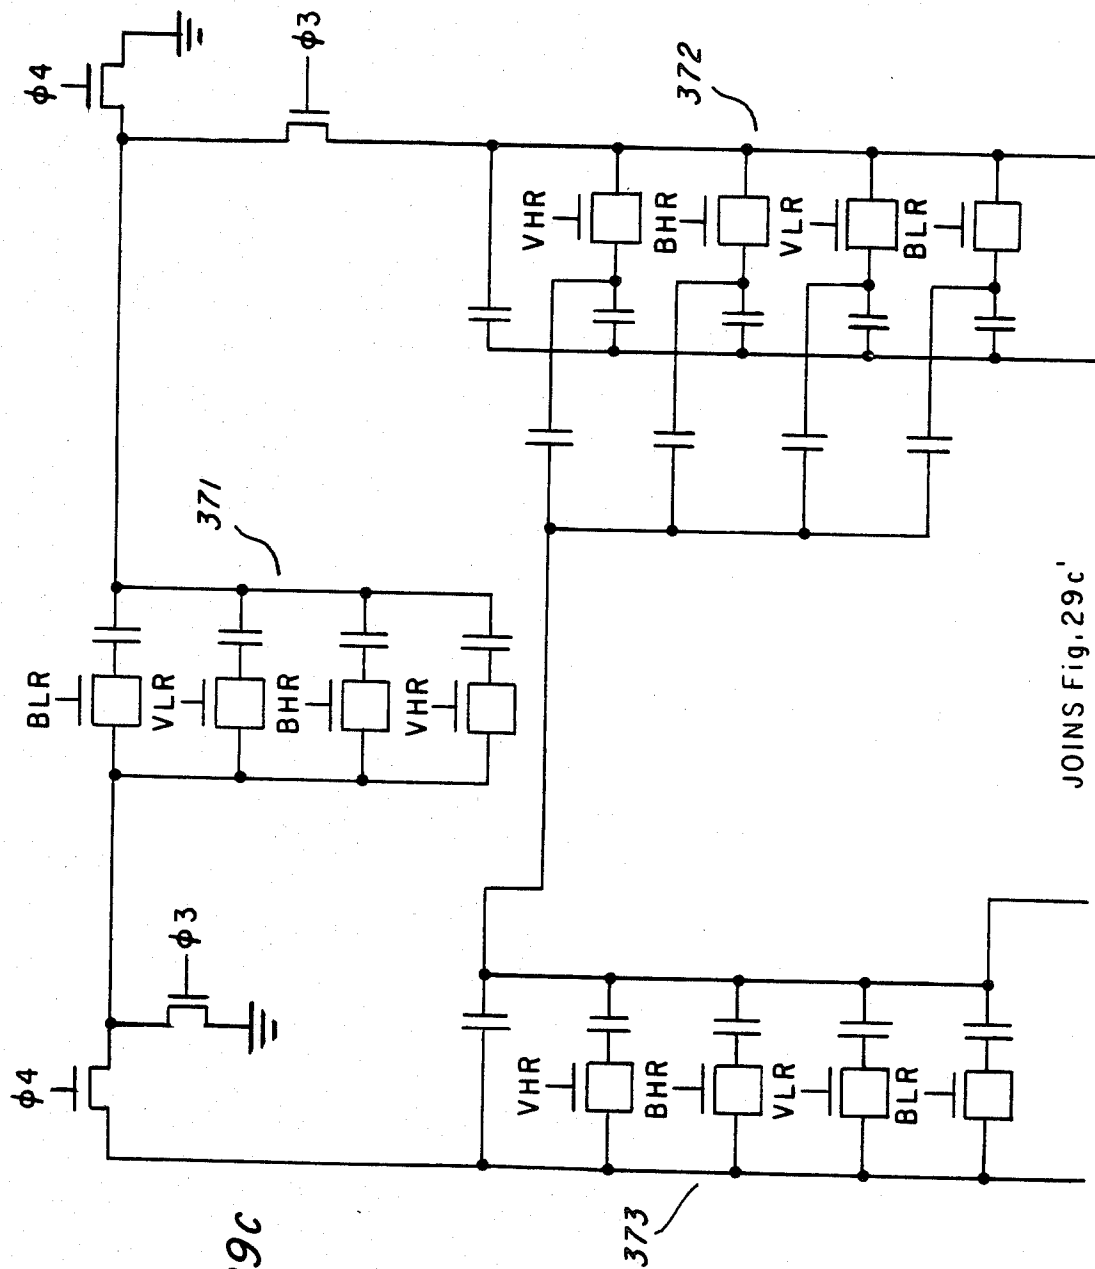 φ4
φ3
372
VHR
BHR
VLR
BLR
371
BLR
VLR
BHR
VHR
φ3
φ4
VHR
BHR
VLR
BLR
373
9c
JOINS Fig. 29c'